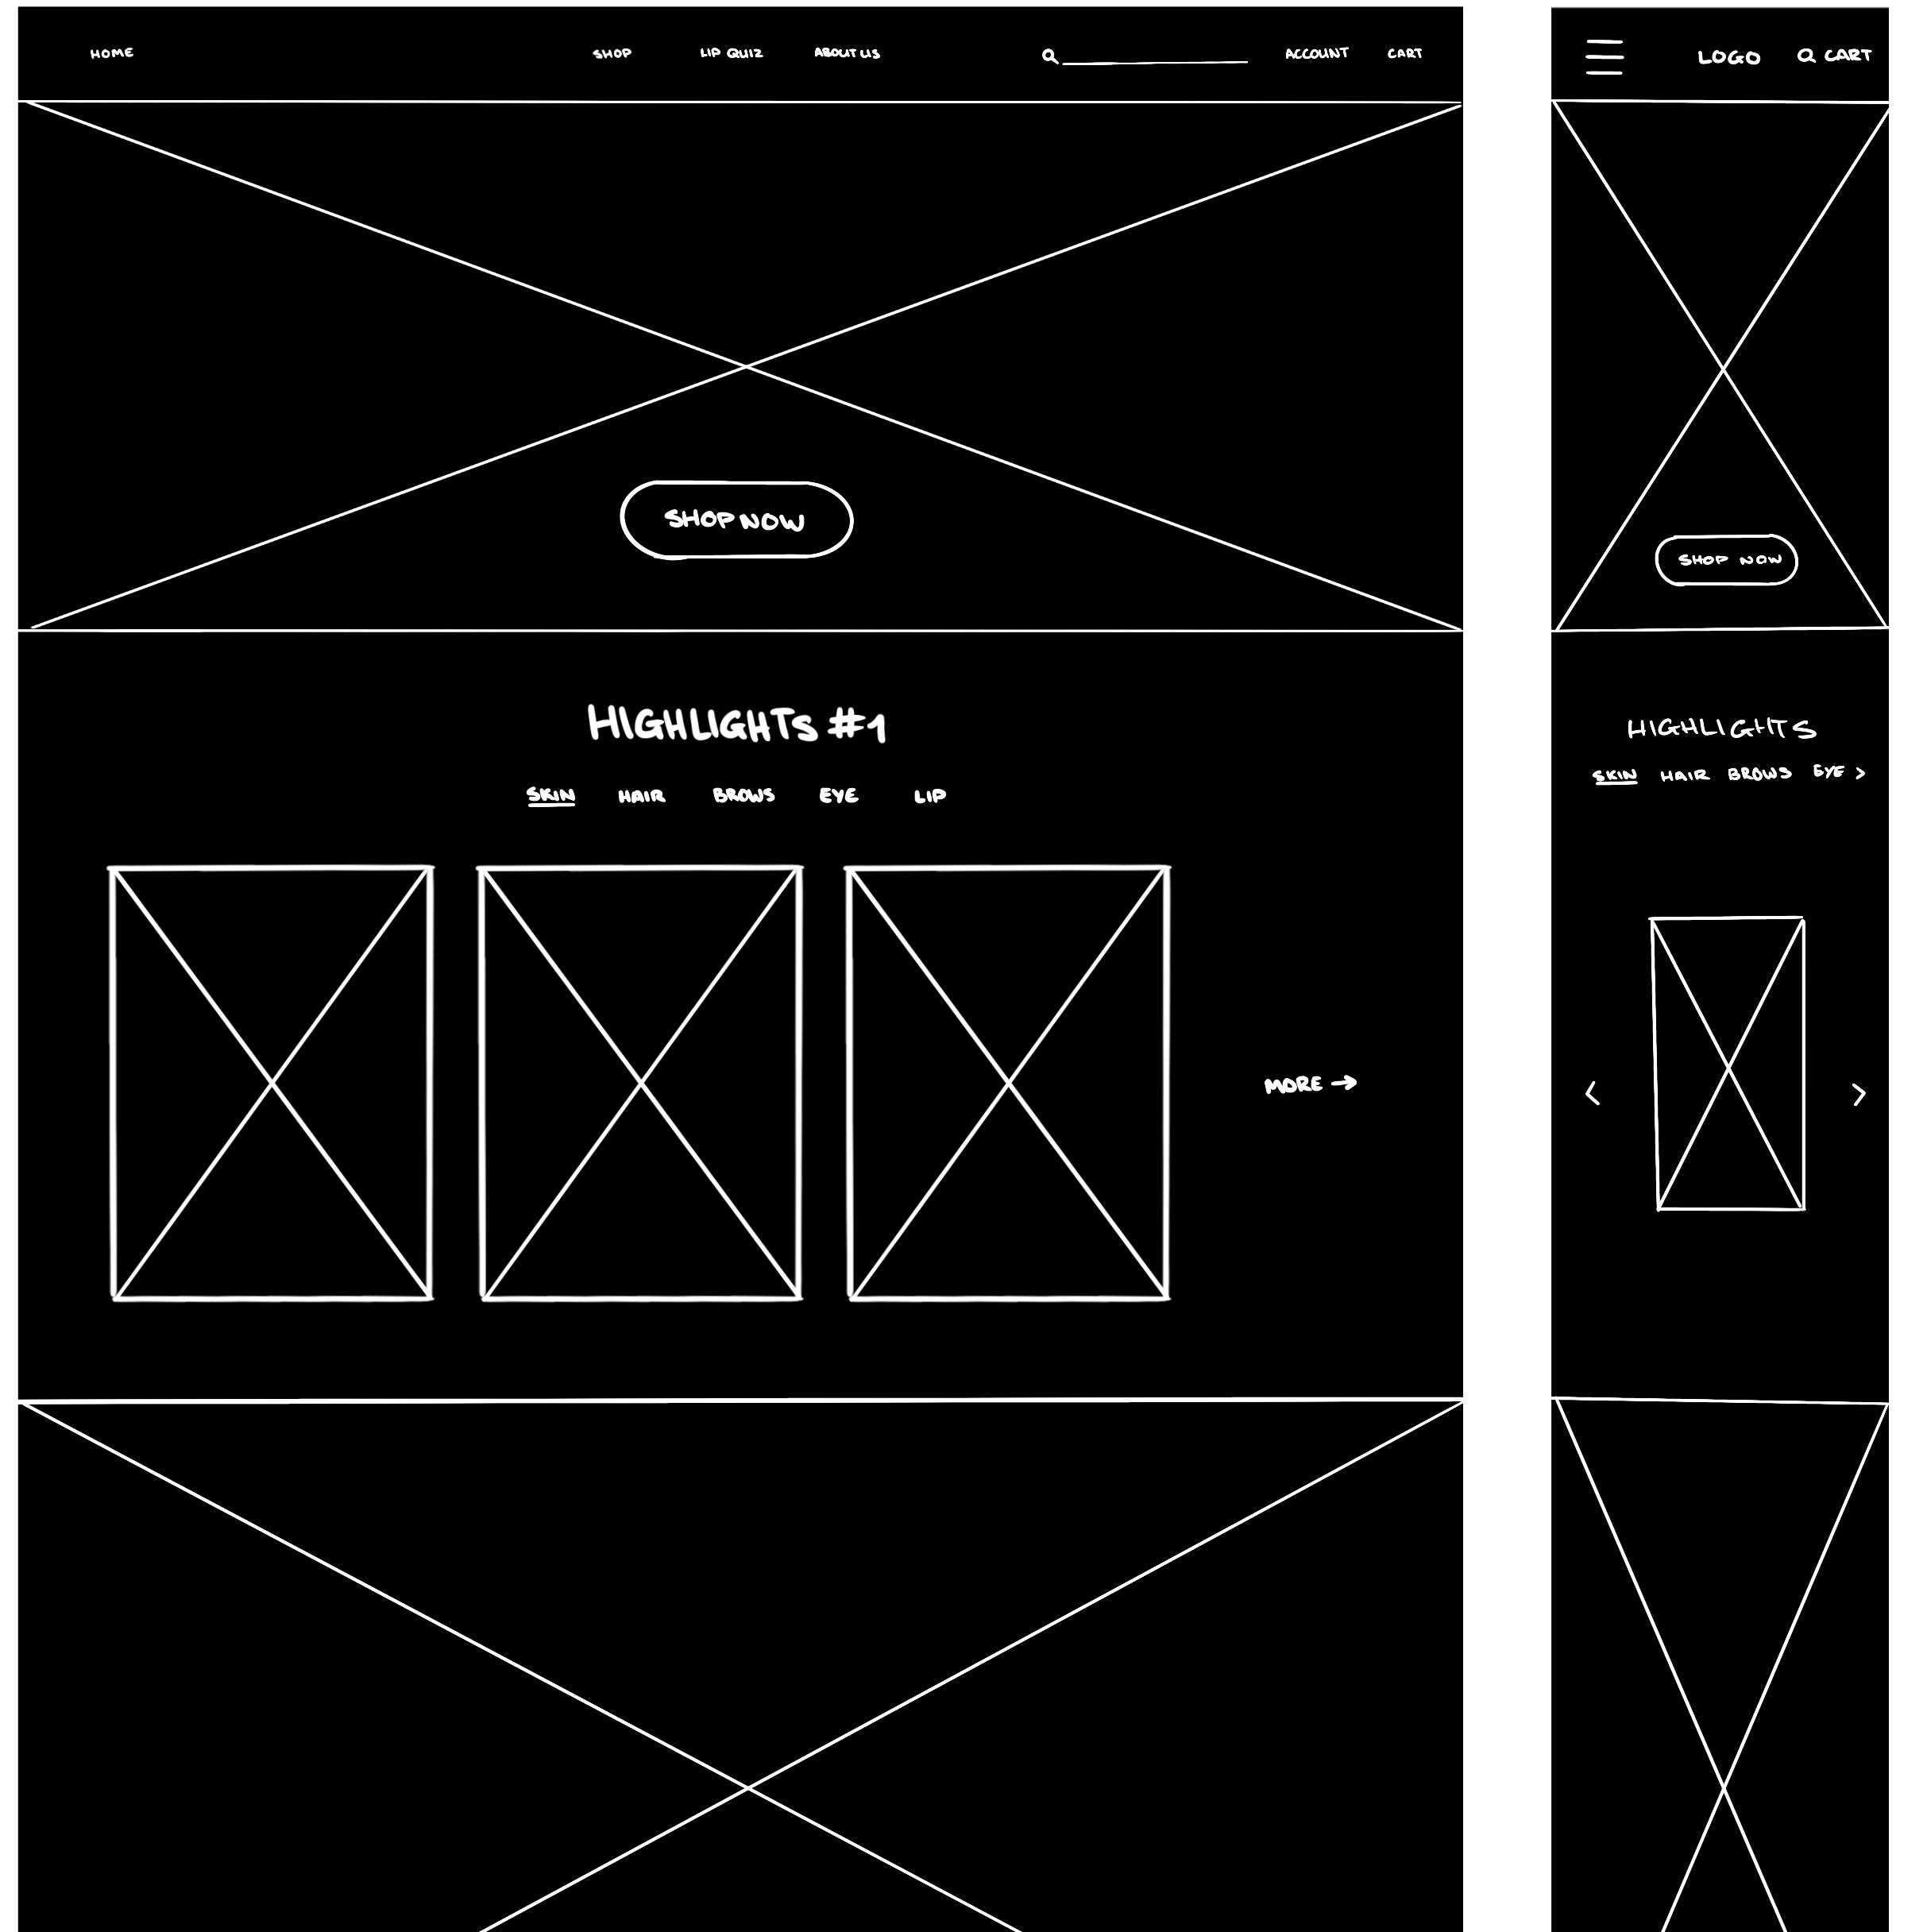 HOME SHOP LIP QUIZ ABOUT US ACCOUNT CART
SHOP NOW
HIGHLIGHTS #1
SKIN HAIR BROWS EYE LIP
MORE →
LOGO CART
SHOP NOW
HIGHLIGHTS
SKIN HAIR BROWS EYE >
< >